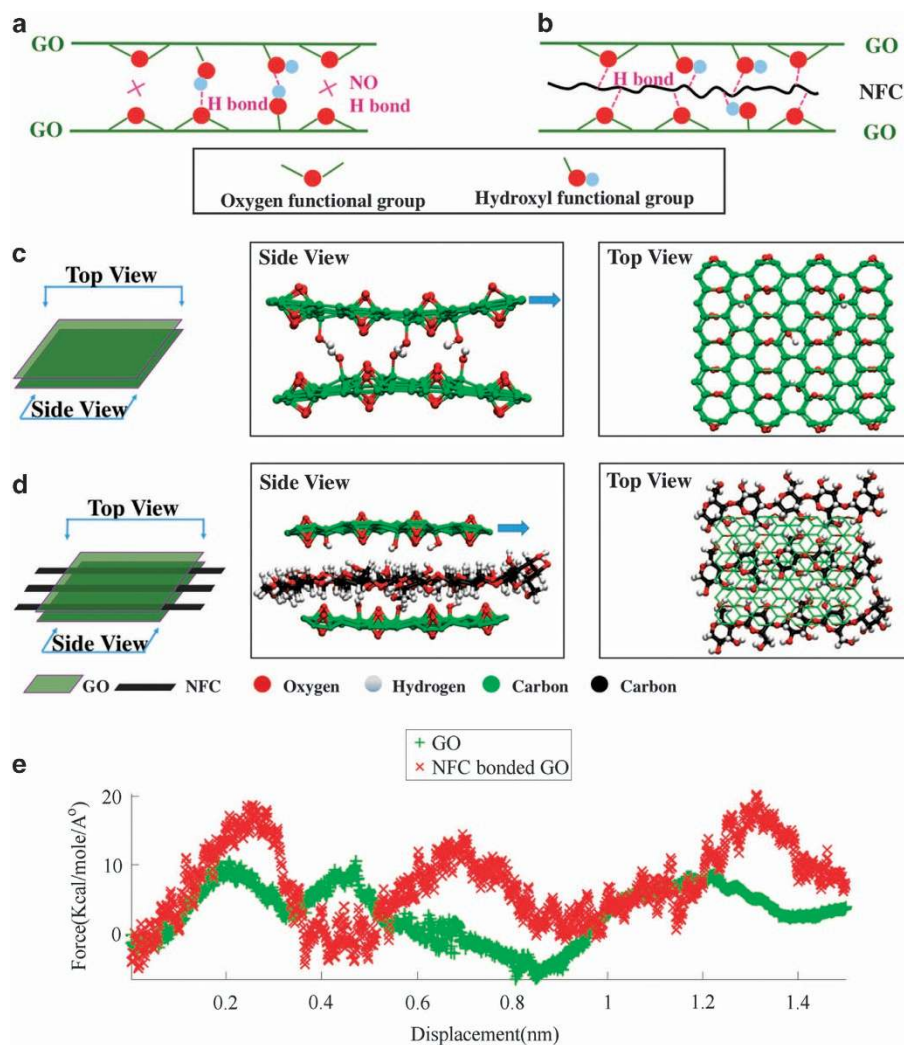 a
b
GO
GO
H bond
NO
H bond
GO
GO
H bond
NFC
GO
Oxygen functional group
Hydroxyl functional group
c
Top View
Side View
Side View
Top View
d
Top View
Side View
Side View
Top View
GO
NFC
Oxygen
Hydrogen
Carbon
Carbon
e
+ GO
× NFC bonded GO
Force(Kcal/mole/A°)
20
10
0
0.2
0.4
0.6
0.8
1
1.2
1.4
Displacement(nm)